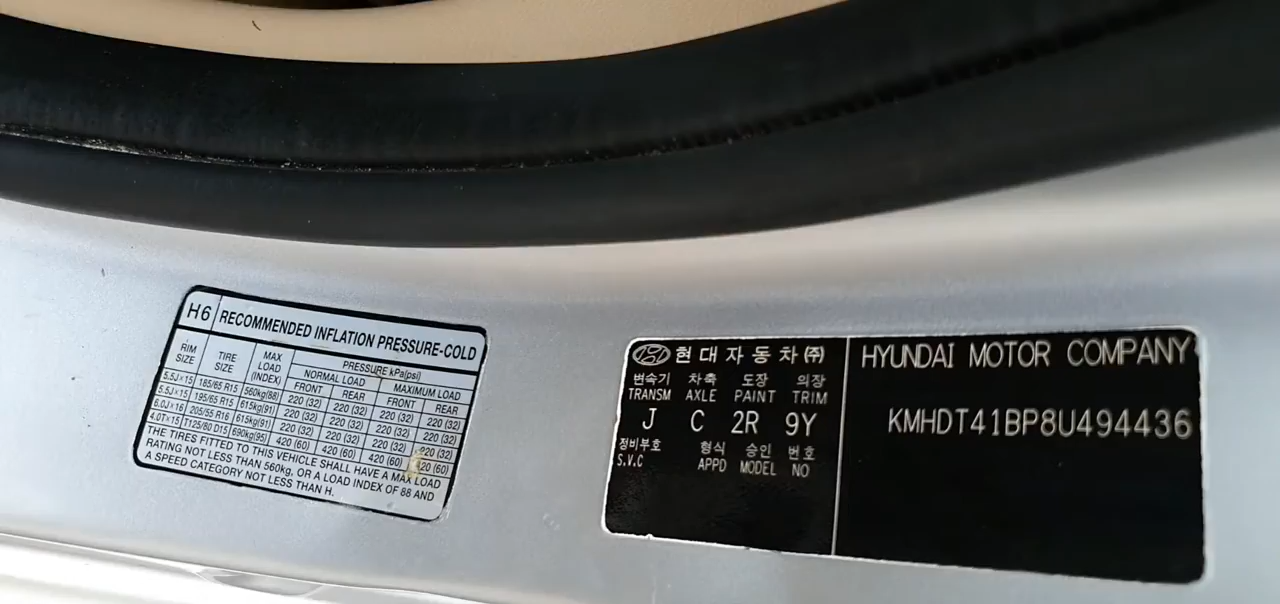 H6 RECOMMENDED INFLATION PRESSURE-COLD
RIM SIZE TIRE SIZE MAX LOAD (INDEX) PRESSURE kPa(psi)
NORMAL LOAD MAXIMUM LOAD
FRONT REAR FRONT REAR
5.5J×15 185/65 R15 560kg(88) 220 (32) 220 (32) 220 (32) 220 (32)
5.5J×15 195/65 R15 615kg(91) 220 (32) 220 (32) 220 (32) 220 (32)
6.0J×16 205/55 R16 615kg(91) 220 (32) 220 (32) 220 (32) 220 (32)
4.0T×15 T125/80 D15 690kg(95) 420 (60) 420 (60) 420 (60) 420 (60)
THE TIRES FITTED TO THIS VEHICLE SHALL HAVE A MAX LOAD
RATING NOT LESS THAN 560kg, OR A LOAD INDEX OF 88 AND
A SPEED CATEGORY NOT LESS THAN H.
현대자동차(주)
변속기 차축 도장 의장
TRANSM AXLE PAINT TRIM
J C 2R 9Y
정비부호 형식 승인 번호
S.V.C APPD MODEL NO
HYUNDAI MOTOR COMPANY
KMHDT41BP8U494436